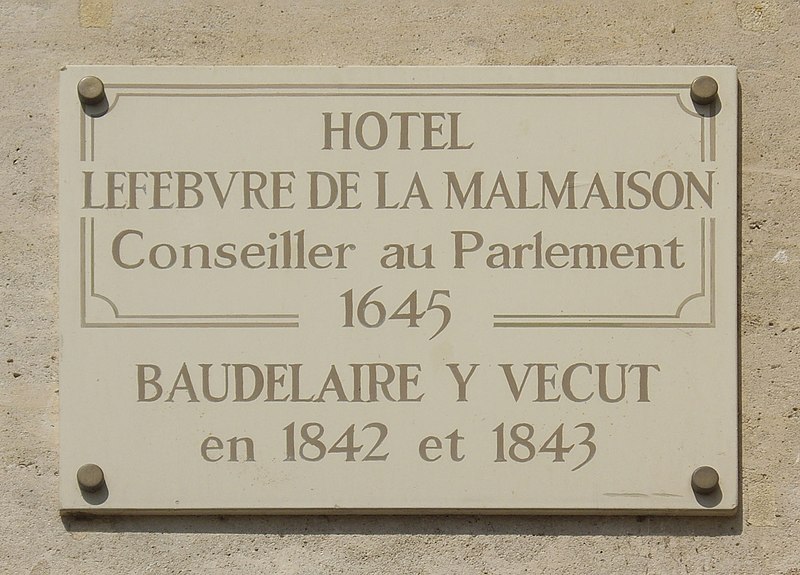 HOTEL
LEFEBVRE DE LA MALMAISON
Conseiller au Parlement
1645
BAUDELAIRE Y VECUT
en 1842 et 1843